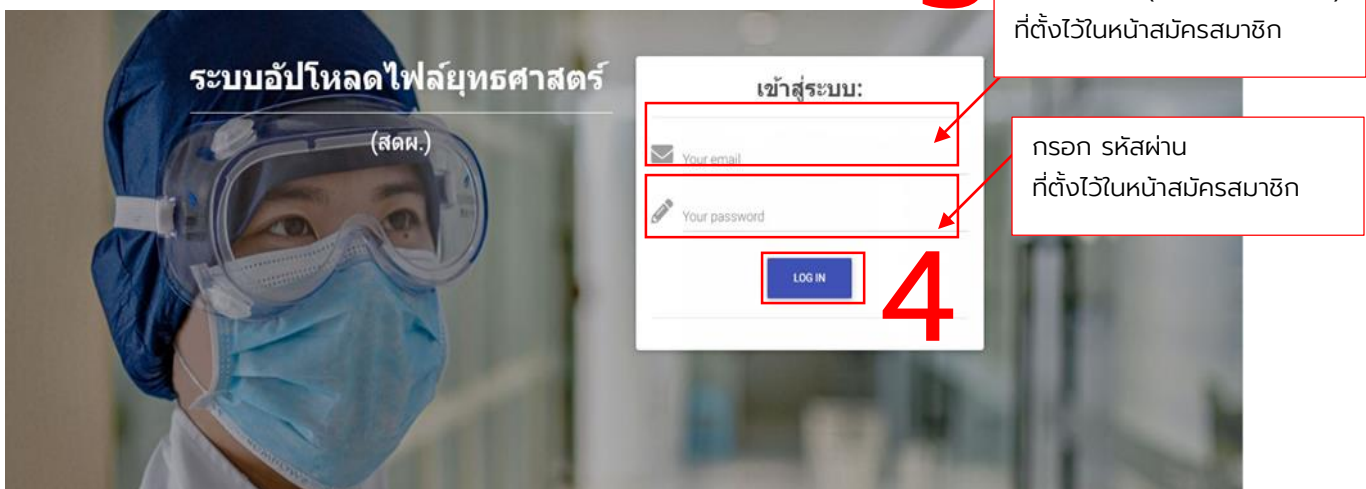 ที่ตั้งไว้ในหน้าสมัครสมาชิก
ระบบอัปโหลดไฟล์ยุทธศาสตร์
(สดผ.)
เข้าสู่ระบบ:
Your email
กรอก รหัสผ่าน
ที่ตั้งไว้ในหน้าสมัครสมาชิก
Your password
LOG IN
4